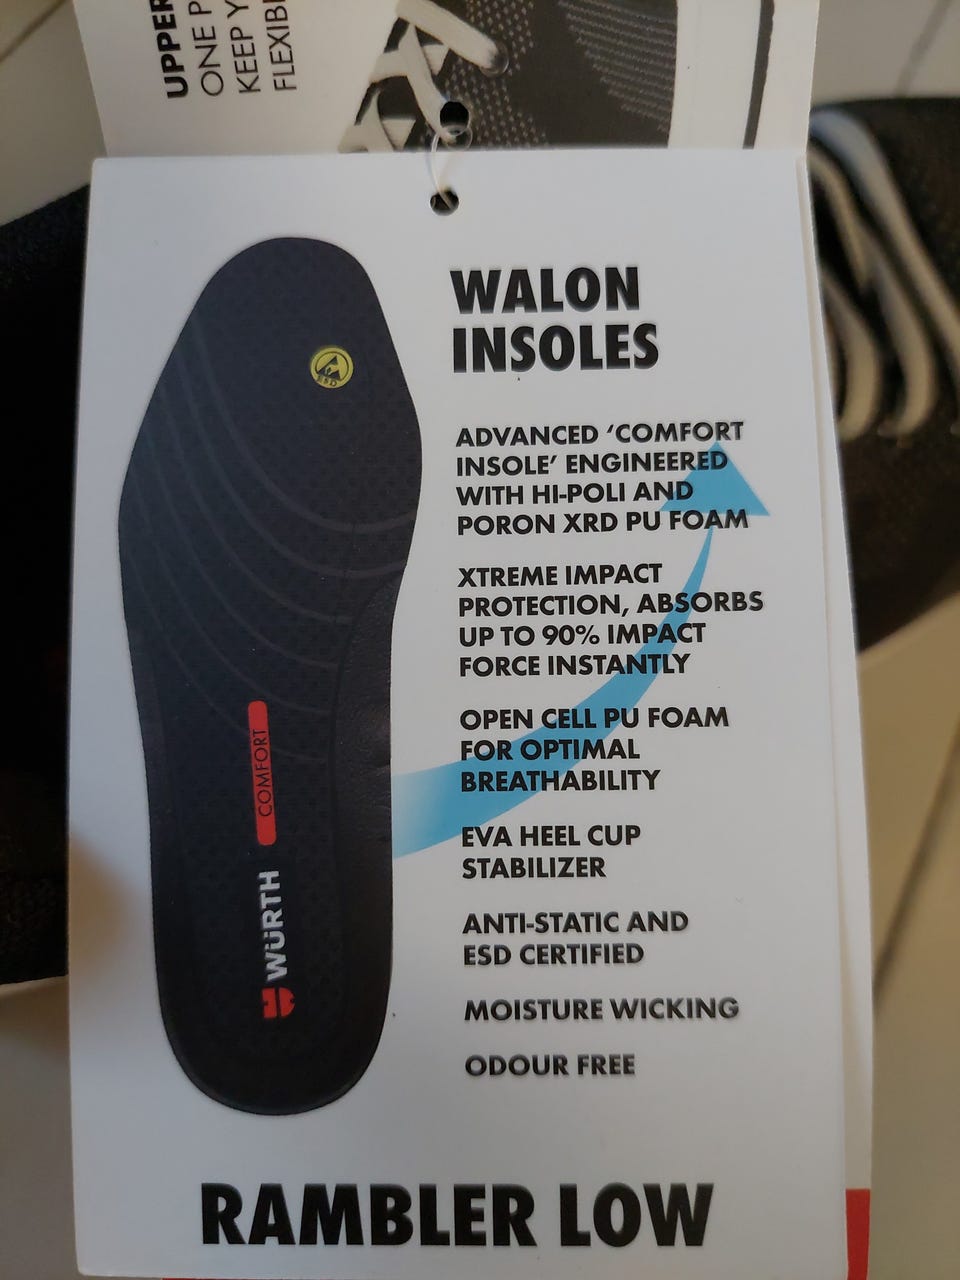 UPPER
ONE P
KEEP Y
FLEXIB
WALON
INSOLES
ADVANCED ‘COMFORT
INSOLE’ ENGINEERED
WITH HI-POLI AND
PORON XRD PU FOAM
XTREME IMPACT
PROTECTION, ABSORBS
UP TO 90% IMPACT
FORCE INSTANTLY
OPEN CELL PU FOAM
FOR OPTIMAL
BREATHABILITY
EVA HEEL CUP
STABILIZER
ANTI-STATIC AND
ESD CERTIFIED
MOISTURE WICKING
ODOUR FREE
ESD
COMFORT
WÜRTH
RAMBLER LOW